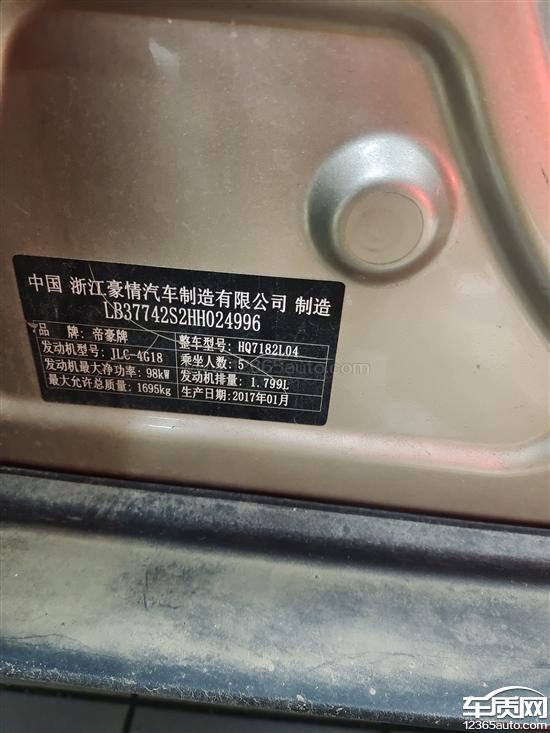 中国 浙江豪情汽车制造有限公司 制造
LB37742S2HH024996
品 牌: 帝豪牌 整车型号: HQ7182L04
发动机型号: JLC-4G18 乘坐人数: 5
发动机最大净功率: 98kW 发动机排量: 1.799L
最大允许总质量: 1695kg 生产日期: 2017年01月
12365auto.com
车质网
12365auto.com